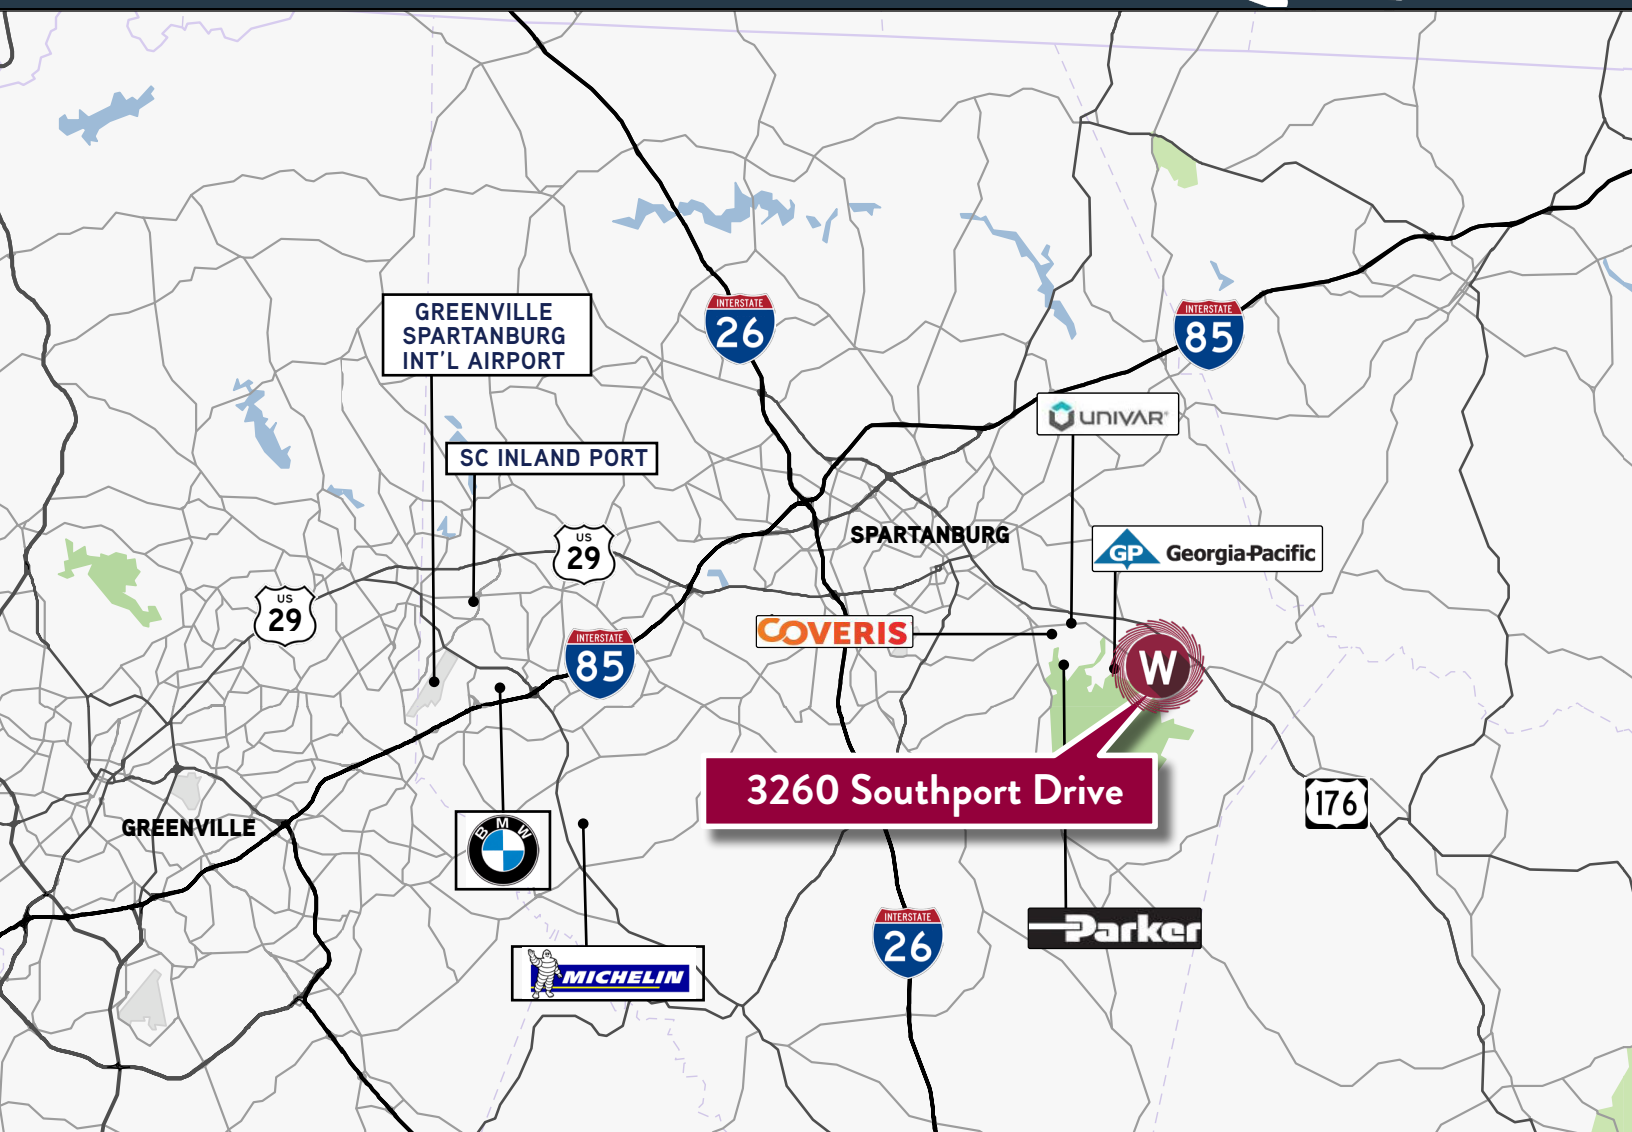 GREENVILLE
SPARTANBURG
INT'L AIRPORT
INTERSTATE
26
INTERSTATE
85
UNIVAR
SC INLAND PORT
US
29
SPARTANBURG
GP Georgia-Pacific
US
29
COVERIS
INTERSTATE
85
W
3260 Southport Drive
176
GREENVILLE
BMW
INTERSTATE
26
Parker
MICHELIN